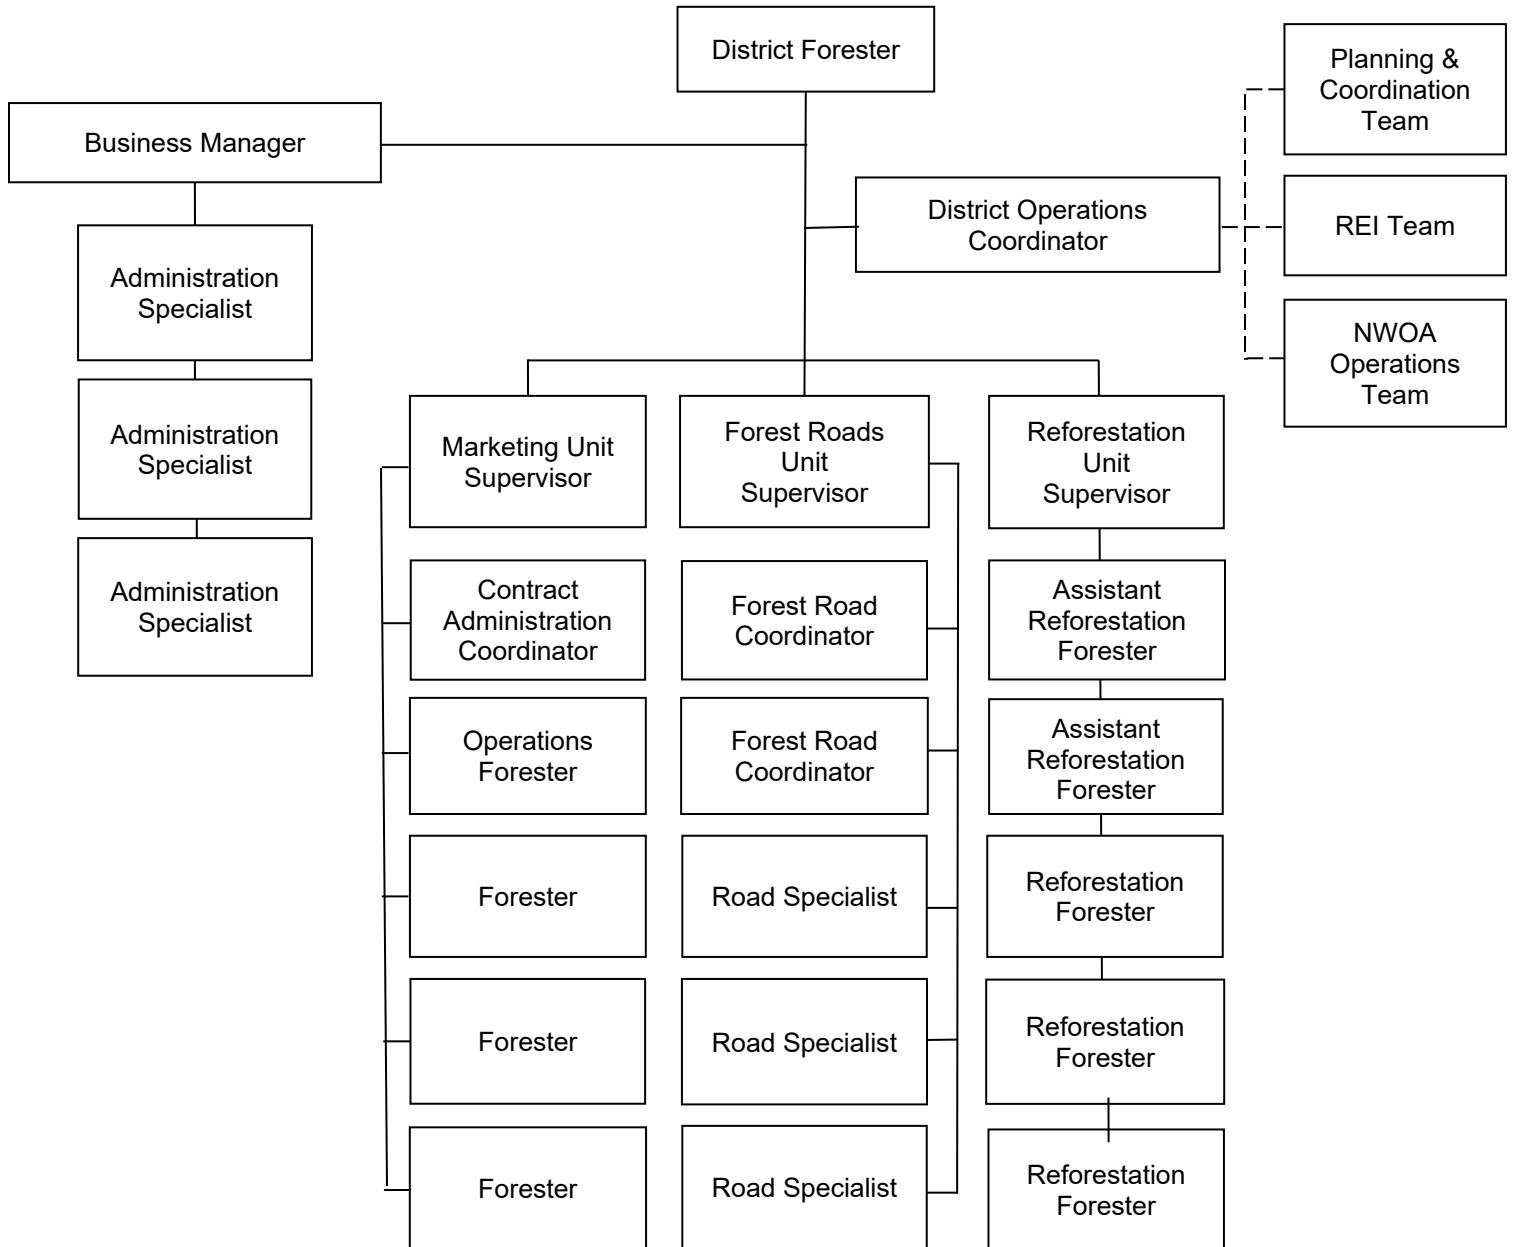 District Forester
Planning &
Coordination
Team
Business Manager
District Operations
Coordinator
REI Team
NWOA
Operations
Team
Administration
Specialist
Administration
Specialist
Administration
Specialist
Marketing Unit
Supervisor
Forest Roads
Unit
Supervisor
Reforestation
Unit
Supervisor
Contract
Administration
Coordinator
Forest Road
Coordinator
Assistant
Reforestation
Forester
Operations
Forester
Forest Road
Coordinator
Assistant
Reforestation
Forester
Forester
Road Specialist
Reforestation
Forester
Forester
Road Specialist
Reforestation
Forester
Forester
Road Specialist
Reforestation
Forester